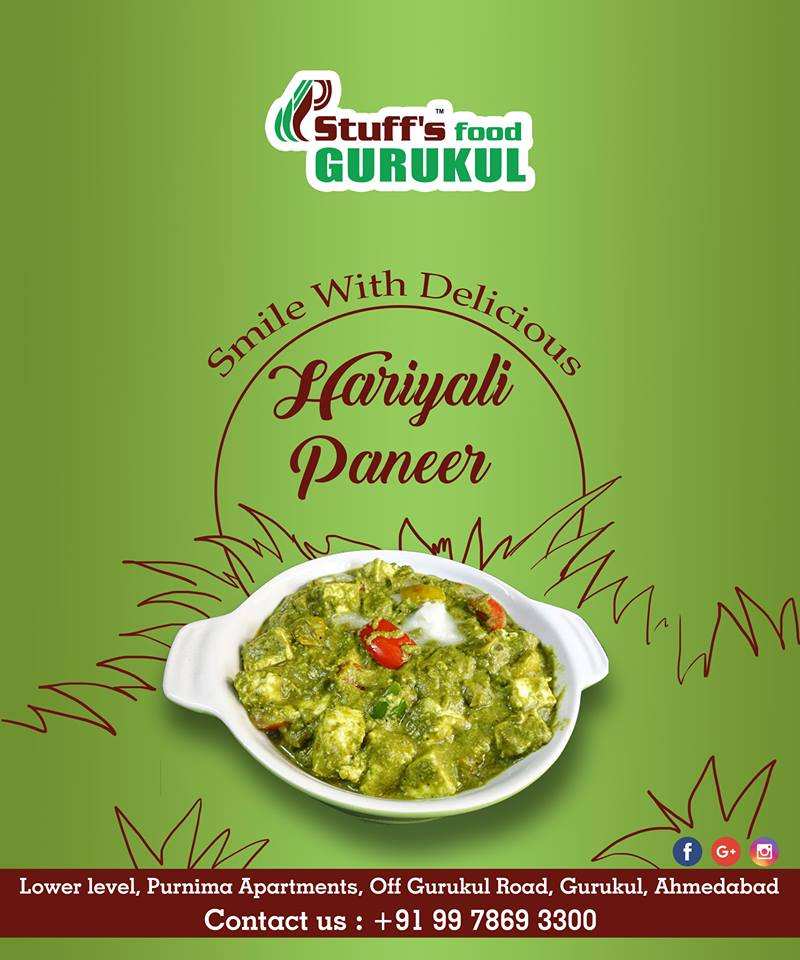 Stuff's™ food
GURUKUL
Smile With Delicious
Hariyali
Paneer
f G+
Lower level, Purnima Apartments, Off Gurukul Road, Gurukul, Ahmedabad
Contact us : +91 99 7869 3300